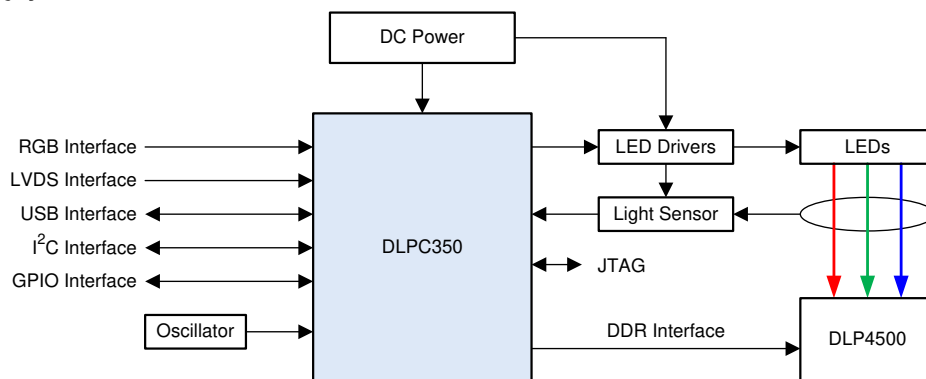 DC Power
RGB Interface
LED Drivers
LEDs
LVDS Interface
USB Interface
Light Sensor
I²C Interface
DLPC350
JTAG
GPIO Interface
Oscillator
DDR Interface
DLP4500